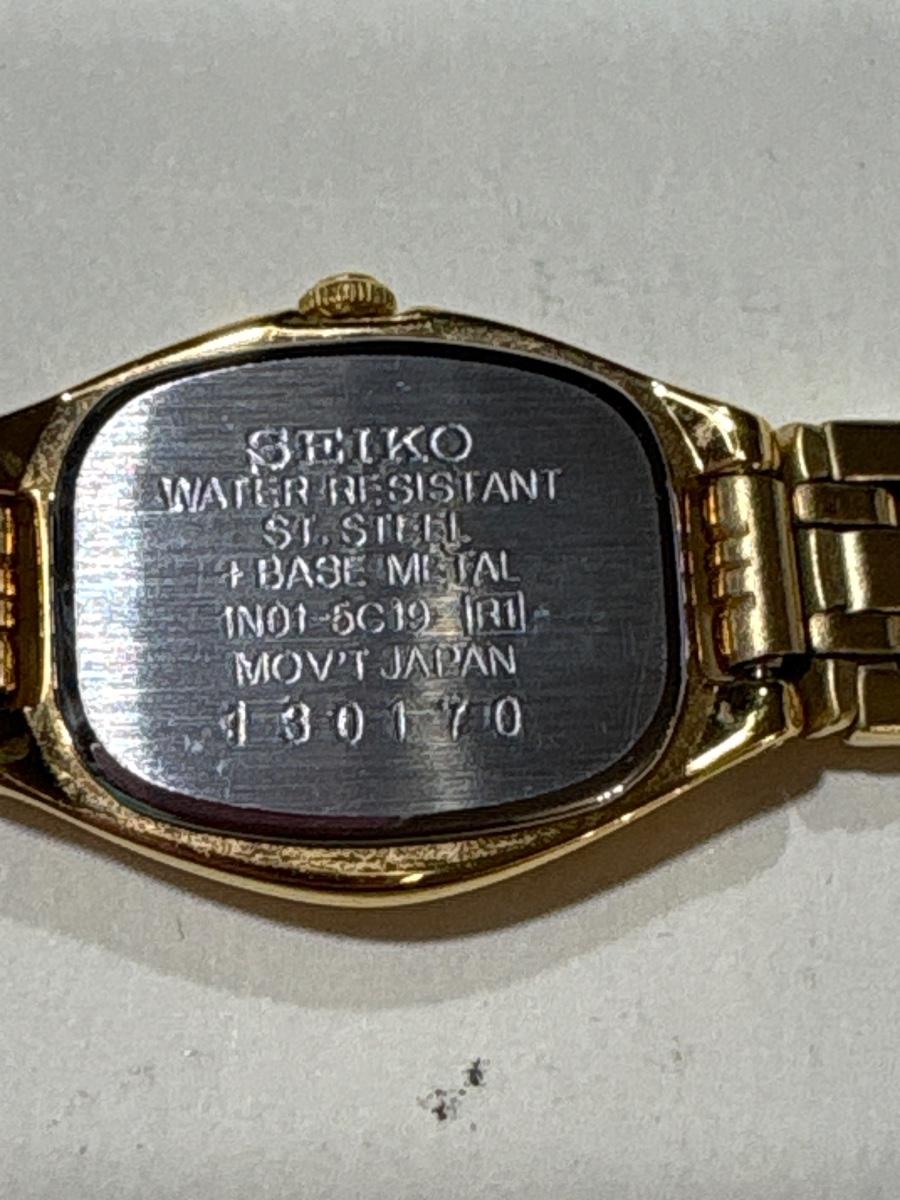 SEIKO
WATER RESISTANT
ST. STEEL
+ BASE METAL
1N01-5C19 R1
MOV'T JAPAN
130170